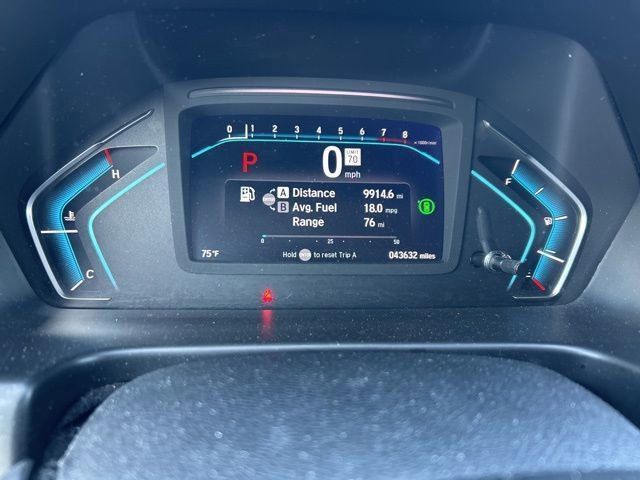 0 1 2 3 4 5 6 7 8
x1000r/min
P 0 LIMIT 70
mph
H
C
F
A Distance 9914.6 mi
B Avg. Fuel 18.0 mpg
Range 76 mi
0 25 50
75°F Hold to reset Trip A 043632 miles